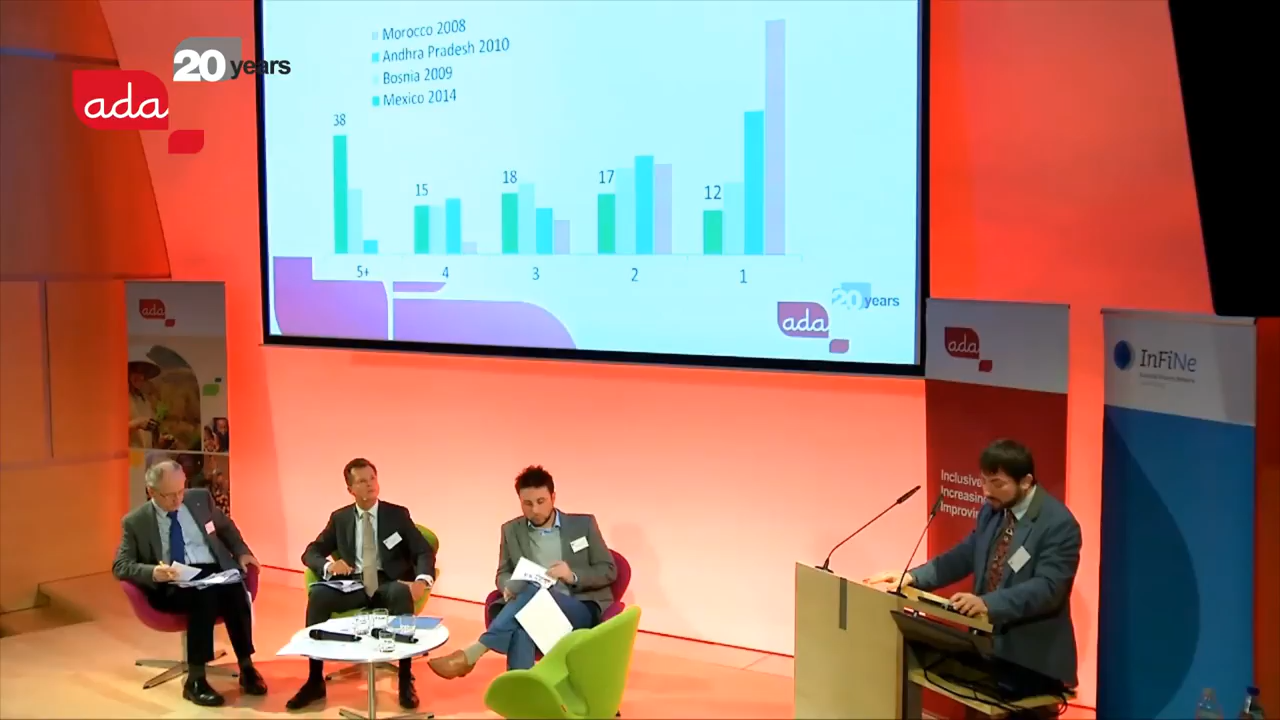 20 years
ada
Morocco 2008
Andhra Pradesh 2010
Bosnia 2009
Mexico 2014
38
15
18
17
12
5+
4
3
2
1
20 years
ada
ada
ada
InFiNe
Inclusive
Increasing
Improvin